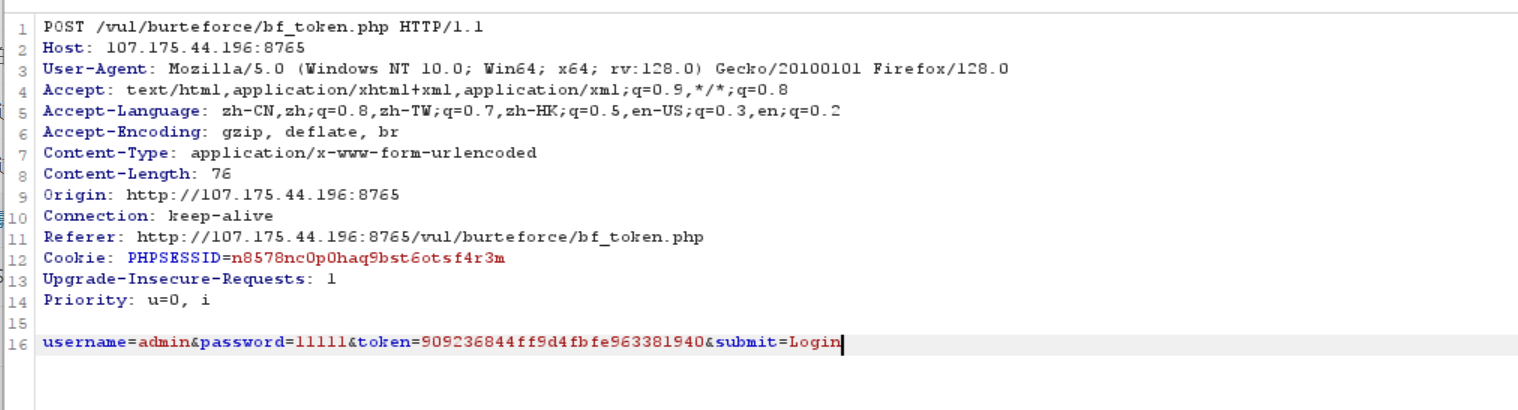 1 POST /vul/burteforce/bf_token.php HTTP/1.1
2 Host: 107.175.44.196:8765
3 User-Agent: Mozilla/5.0 (Windows NT 10.0; Win64; x64; rv:128.0) Gecko/20100101 Firefox/128.0
4 Accept: text/html,application/xhtml+xml,application/xml;q=0.9,*/*;q=0.8
5 Accept-Language: zh-CN,zh;q=0.8,zh-TW;q=0.7,zh-HK;q=0.5,en-US;q=0.3,en;q=0.2
6 Accept-Encoding: gzip, deflate, br
7 Content-Type: application/x-www-form-urlencoded
8 Content-Length: 76
9 Origin: http://107.175.44.196:8765
10 Connection: keep-alive
11 Referer: http://107.175.44.196:8765/vul/burteforce/bf_token.php
12 Cookie: PHPSESSID=n8578nc0p0haq9bst6otsf4r3m
13 Upgrade-Insecure-Requests: 1
14 Priority: u=0, i
15
16 username=admin&password=11111&token=909236844ff9d4fbfe963381940&submit=Login